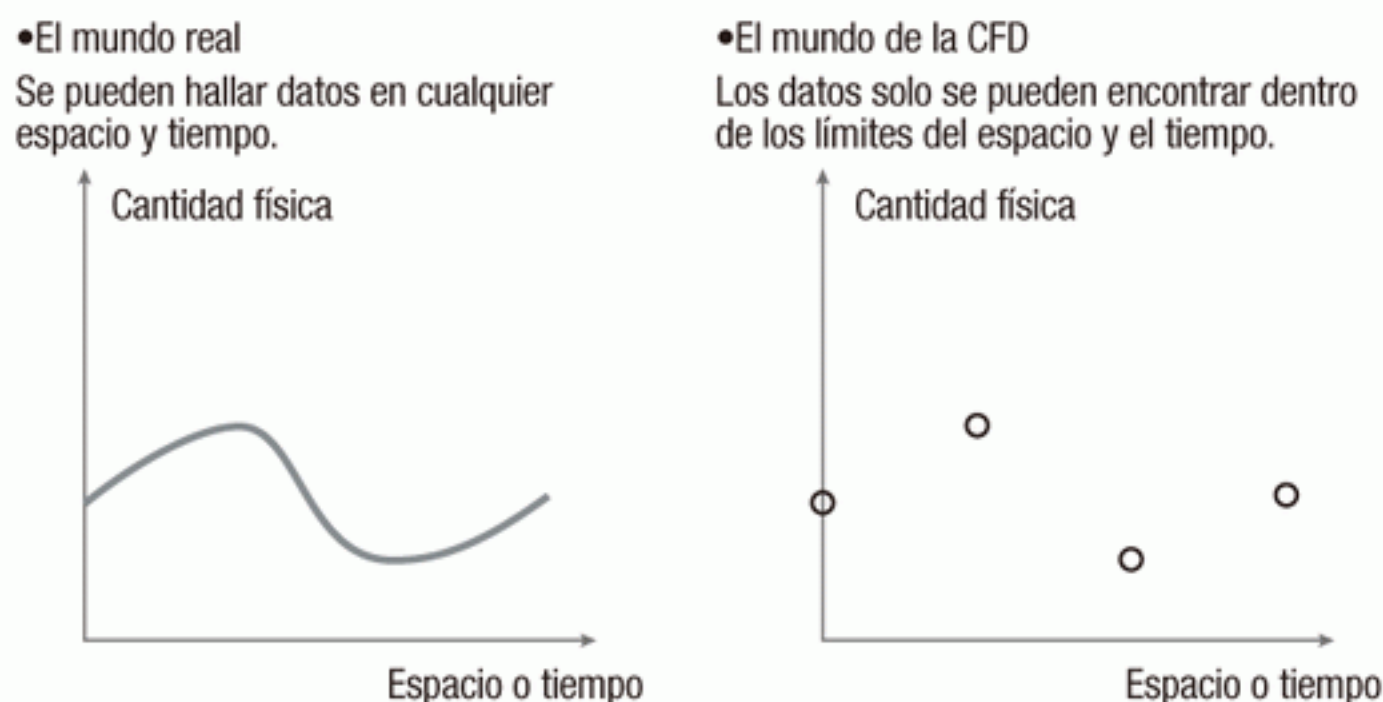 •El mundo real
Se pueden hallar datos en cualquier
espacio y tiempo.
Cantidad física
Espacio o tiempo
•El mundo de la CFD
Los datos solo se pueden encontrar dentro
de los límites del espacio y el tiempo.
Cantidad física
Espacio o tiempo